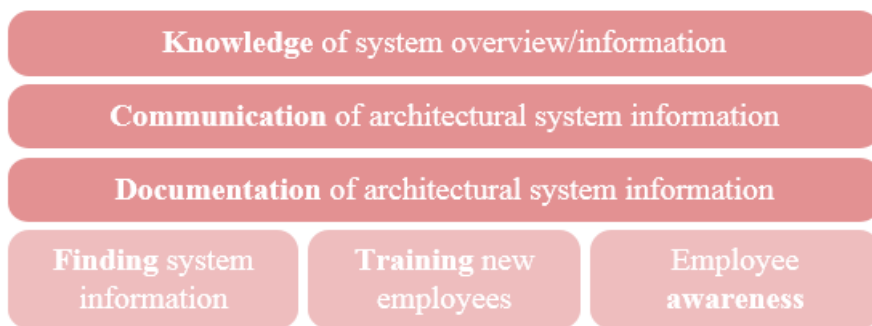 Knowledge of system overview/information
Communication of architectural system information
Documentation of architectural system information
Finding system
information
Training new
employees
Employee
awareness